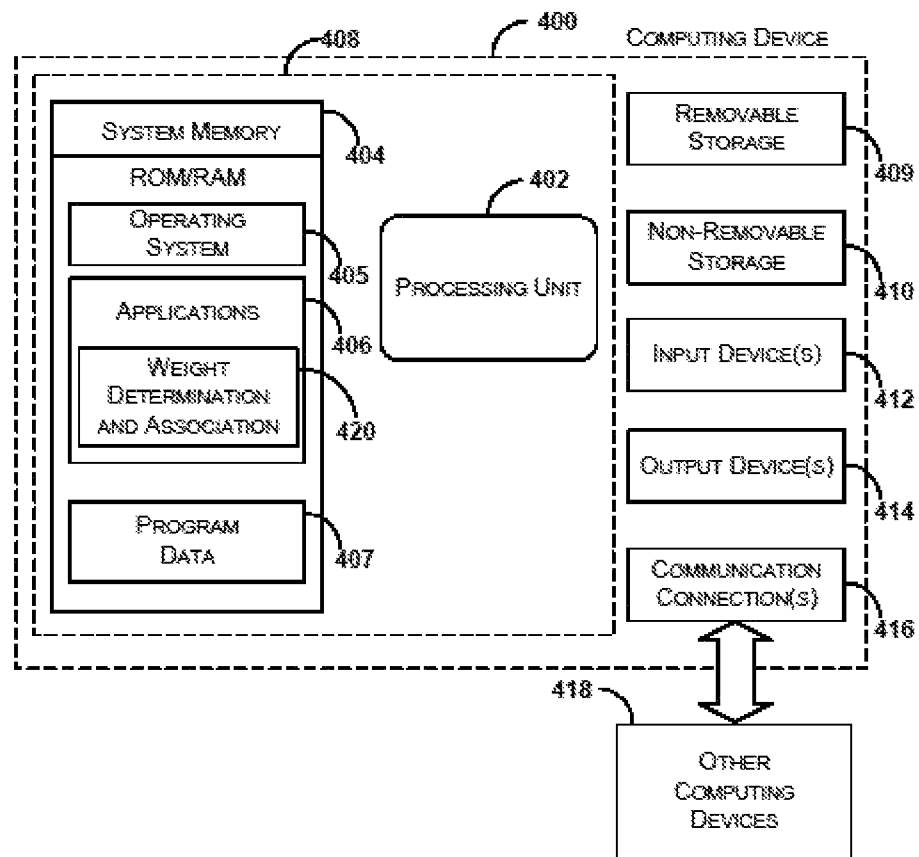 400
COMPUTING DEVICE
408
SYSTEM MEMORY
404
ROM/RAM
OPERATING
SYSTEM
405
APPLICATIONS
406
WEIGHT
DETERMINATION
AND ASSOCIATION
420
PROGRAM
DATA
407
402
PROCESSING UNIT
REMOVABLE
STORAGE
409
NON-REMOVABLE
STORAGE
410
INPUT DEVICE(S)
412
OUTPUT DEVICE(S)
414
COMMUNICATION
CONNECTION(S)
416
418
OTHER
COMPUTING
DEVICES